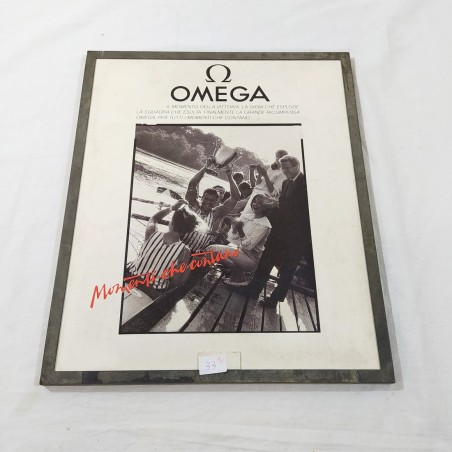 Ω
OMEGA
IL MOMENTO DELLA VITTORIA. LA GIOIA CHE ESPLODE.
LA SQUADRA CHE ESULTA. FINALMENTE LA GRANDE RICOMPENSA.
OMEGA. PER TUTTI I MOMENTI CHE CONTANO.
Momenti che contano
33